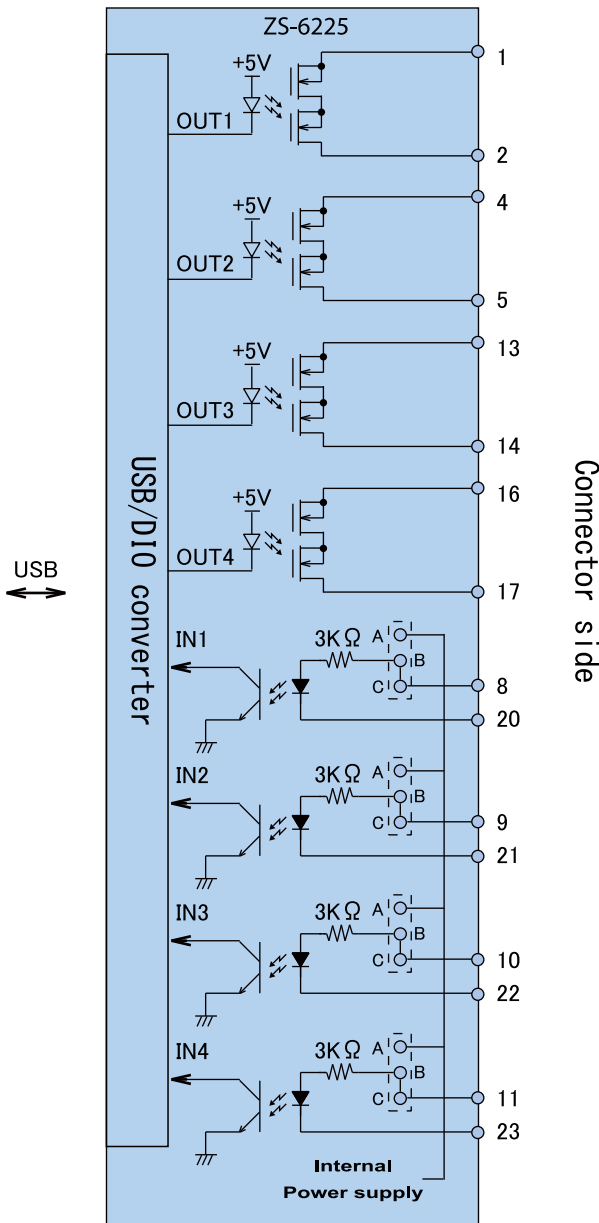 ZS-6225
+5V
OUT1
1
2
+5V
OUT2
4
5
+5V
OUT3
13
14
+5V
OUT4
16
17
USB/DIO converter
USB
Connector side
IN1
3KΩ
A
B
C
8
20
IN2
3KΩ
A
B
C
9
21
IN3
3KΩ
A
B
C
10
22
IN4
3KΩ
A
B
C
11
23
Internal
Power supply